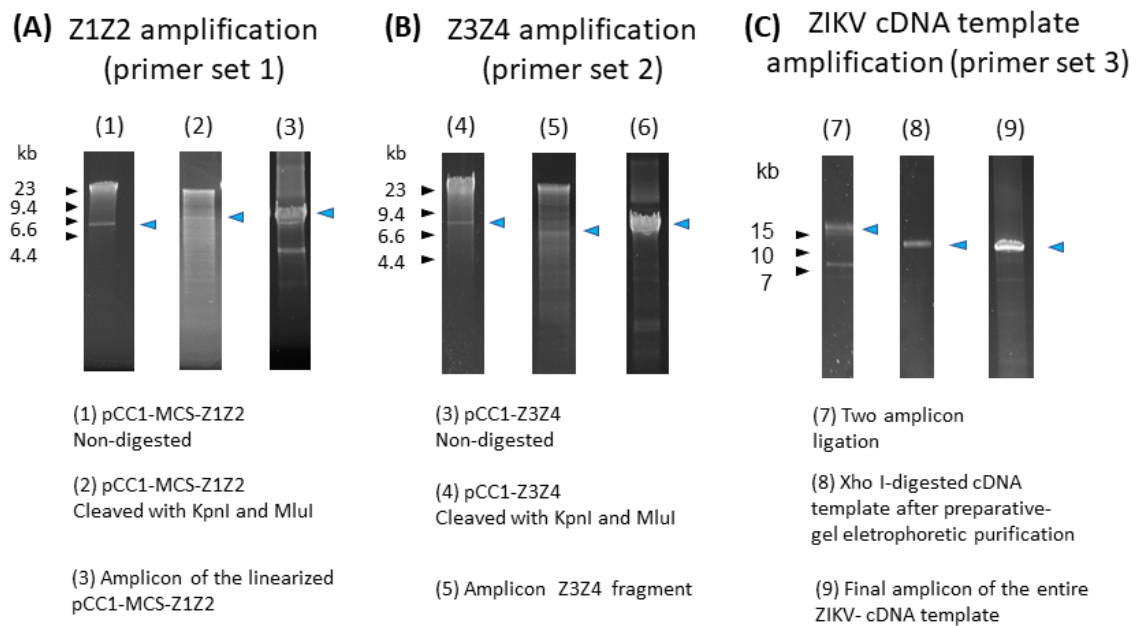 (A) Z1Z2 amplification
(primer set 1)
(B) Z3Z4 amplification
(primer set 2)
(C) ZIKV cDNA template
amplification (primer set 3)
(1) (2) (3)
kb
23
9.4
6.6
4.4
(4) (5) (6)
kb
23
9.4
6.6
4.4
(7) (8) (9)
kb
15
10
7
(1) pCC1-MCS-Z1Z2
Non-digested
(2) pCC1-MCS-Z1Z2
Cleaved with KpnI and MluI
(3) Amplicon of the linearized
pCC1-MCS-Z1Z2
(3) pCC1-Z3Z4
Non-digested
(4) pCC1-Z3Z4
Cleaved with KpnI and MluI
(5) Amplicon Z3Z4 fragment
(7) Two amplicon
ligation
(8) Xho I-digested cDNA
template after preparative-
gel eletrophoretic purification
(9) Final amplicon of the entire
ZIKV- cDNA template